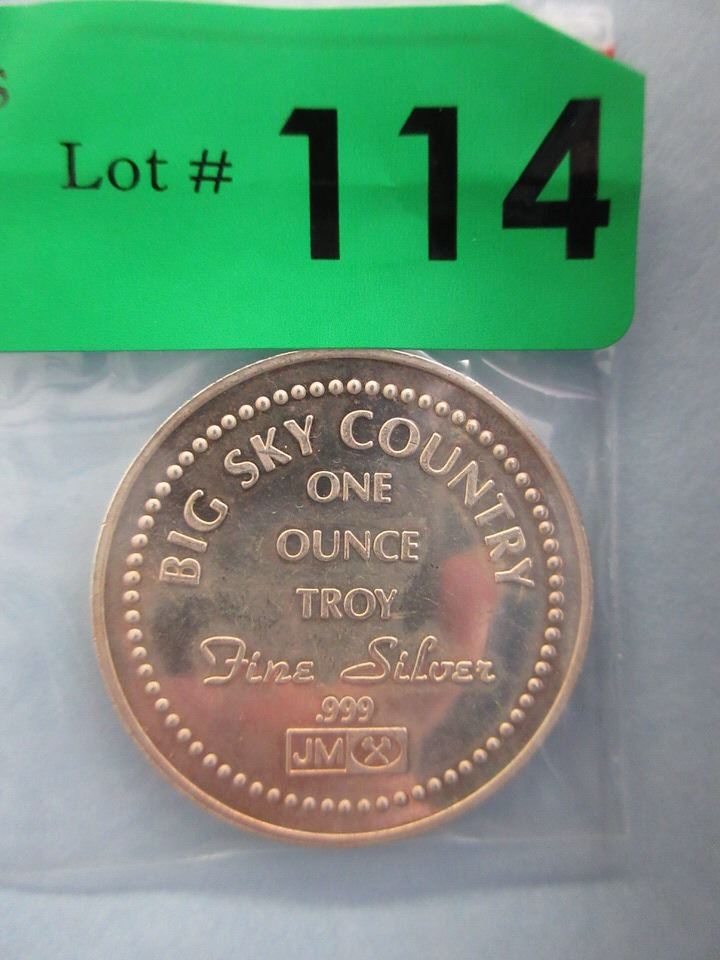 Lot # 114
BIG SKY COUNTRY
ONE
OUNCE
TROY
Fine Silver
.999
JM